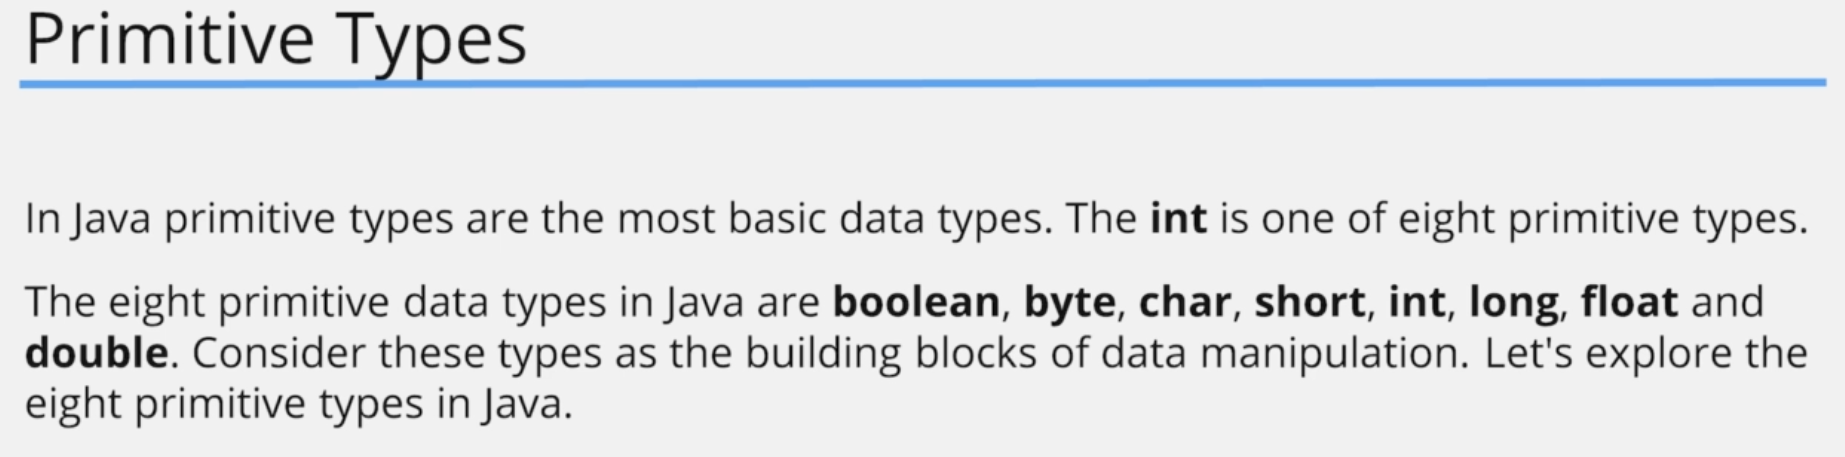 Primitive Types
In Java primitive types are the most basic data types. The int is one of eight primitive types.
The eight primitive data types in Java are boolean, byte, char, short, int, long, float and
double. Consider these types as the building blocks of data manipulation. Let's explore the
eight primitive types in Java.